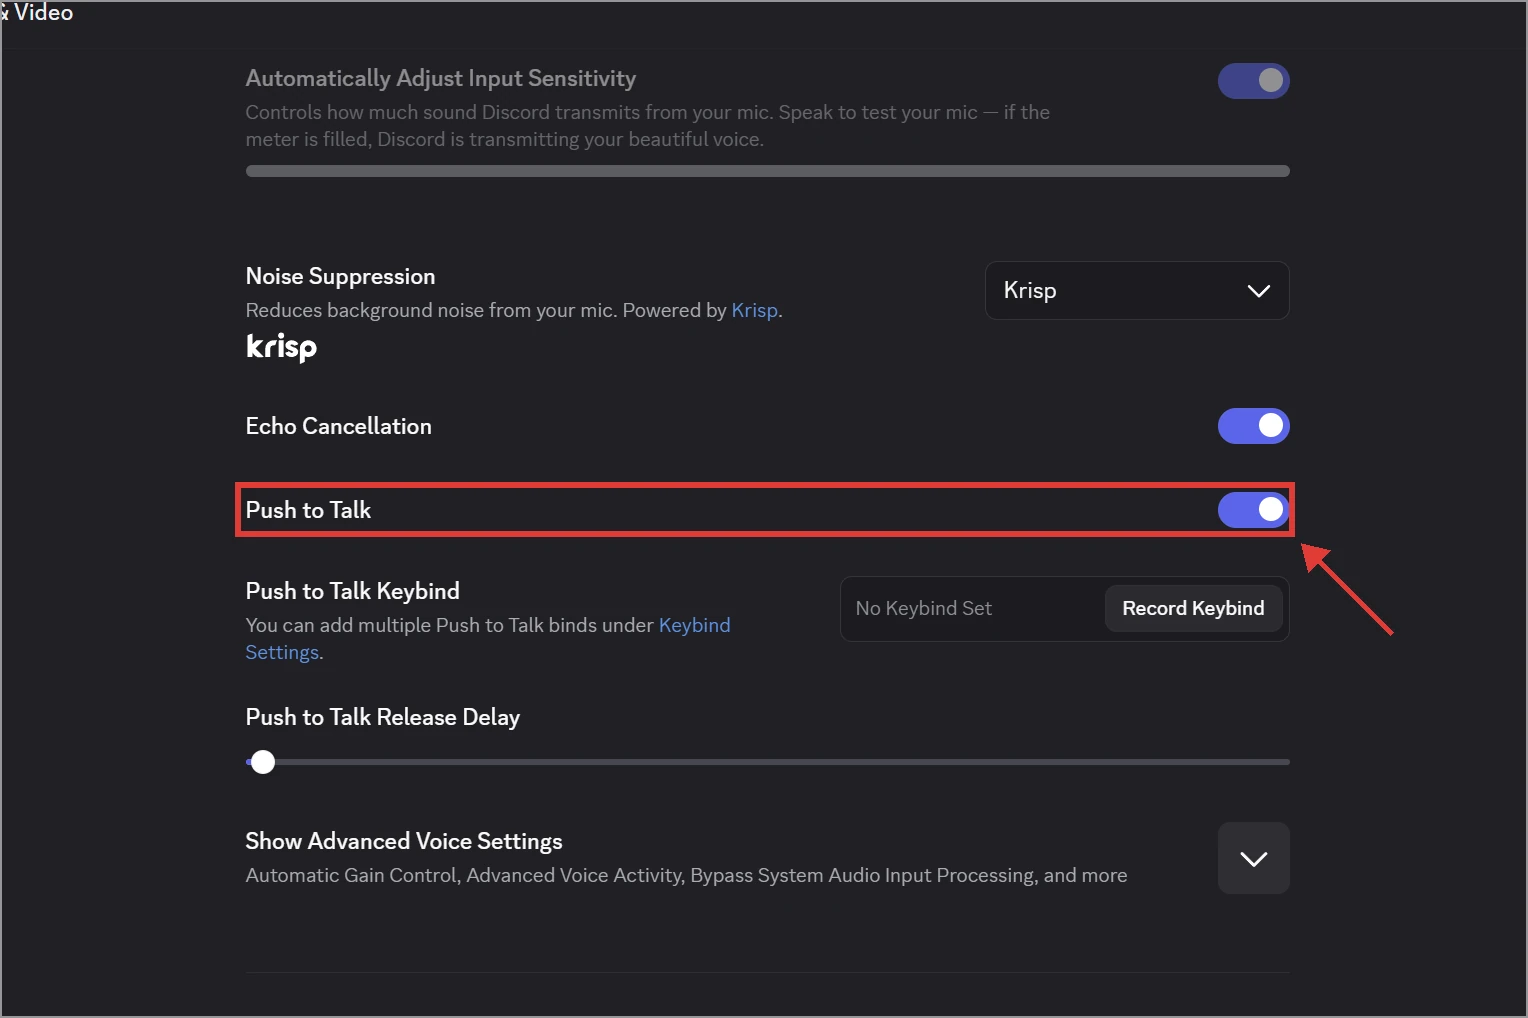 & Video
Automatically Adjust Input Sensitivity
Controls how much sound Discord transmits from your mic. Speak to test your mic — if the
meter is filled, Discord is transmitting your beautiful voice.
Noise Suppression
Krisp
Reduces background noise from your mic. Powered by Krisp.
krisp
Echo Cancellation
Push to Talk
Push to Talk Keybind
No Keybind Set
Record Keybind
You can add multiple Push to Talk binds under Keybind
Settings.
Push to Talk Release Delay
Show Advanced Voice Settings
Automatic Gain Control, Advanced Voice Activity, Bypass System Audio Input Processing, and more